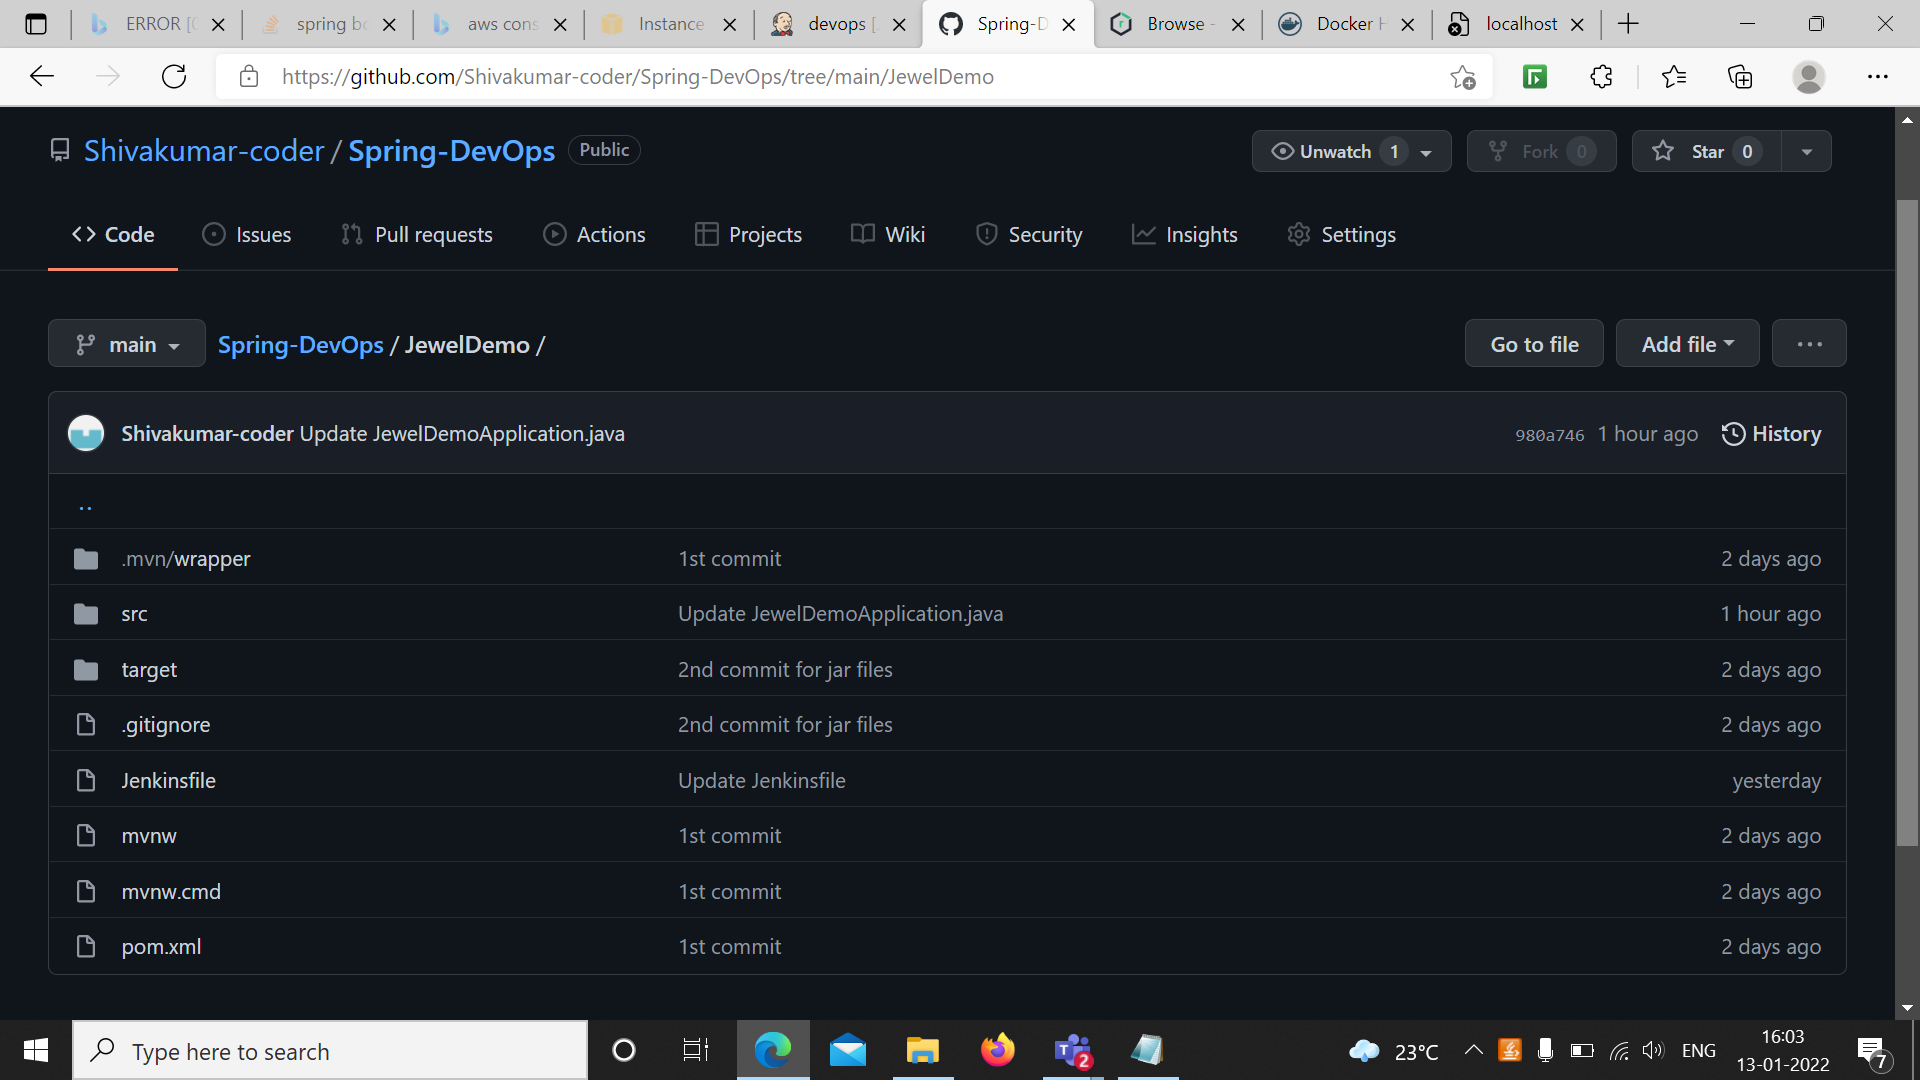 ERROR [
spring b
aws cons
Instance
devops [
Spring-D
Browse -
Docker H
localhost
https://github.com/Shivakumar-coder/Spring-DevOps/tree/main/JewelDemo
Shivakumar-coder / Spring-DevOps Public
Unwatch 1
Fork 0
Star 0
Code
Issues
Pull requests
Actions
Projects
Wiki
Security
Insights
Settings
main
Spring-DevOps / JewelDemo /
Go to file
Add file
Shivakumar-coder Update JewelDemoApplication.java 980a746 1 hour ago History
..
.mvn/wrapper 1st commit 2 days ago
src Update JewelDemoApplication.java 1 hour ago
target 2nd commit for jar files 2 days ago
.gitignore 2nd commit for jar files 2 days ago
Jenkinsfile Update Jenkinsfile yesterday
mvnw 1st commit 2 days ago
mvnw.cmd 1st commit 2 days ago
pom.xml 1st commit 2 days ago
Type here to search
2
23°C
ENG
16:03
13-01-2022
7